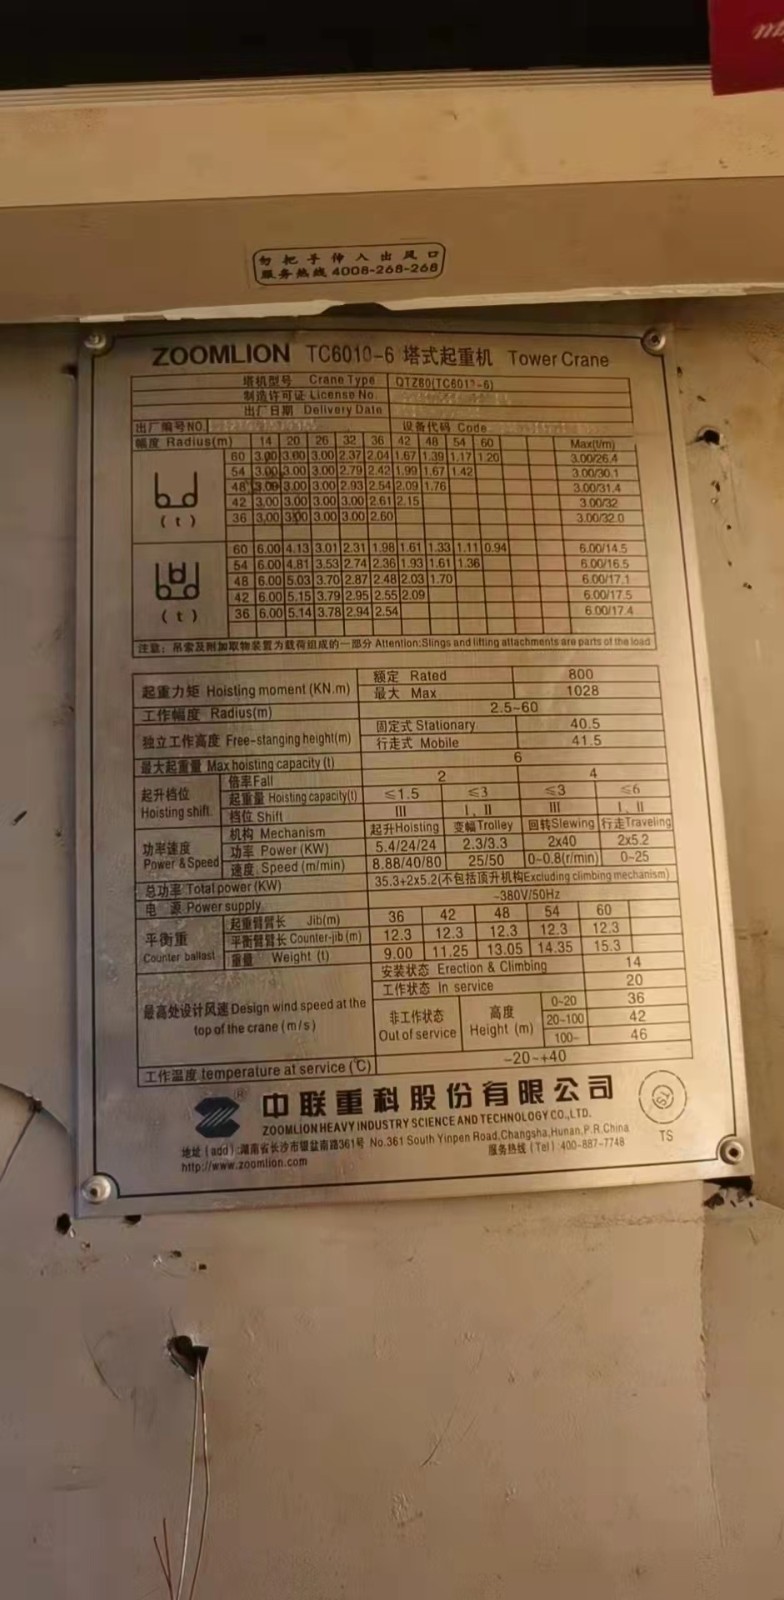 勿把手伸入出风口
服务热线4008-268-268
ZOOMLION TC6010-6 塔式起重机 Tower Crane
塔机型号 Crane Type QTZ80(TC6010-6)
制造许可证 License No.
出厂日期 Delivery Date
出厂编号NO. 设备代码 Code
幅度 Radius(m) 14 20 26 32 36 42 48 54 60 Max(t/m)
60 3.00 3.00 3.00 2.37 2.04 1.67 1.39 1.17 1.20 3.00/26.4
54 3.00 3.00 3.00 2.79 2.42 1.99 1.67 1.42 3.00/30.1
48 3.00 3.00 3.00 2.93 2.54 2.09 1.76 3.00/31.4
42 3.00 3.00 3.00 3.00 2.61 2.15 3.00/32
36 3.00 3.00 3.00 3.00 2.60 3.00/32.0
(t)
60 6.00 4.13 3.01 2.31 1.98 1.61 1.33 1.11 0.94 6.00/14.5
54 6.00 4.81 3.53 2.74 2.36 1.93 1.61 1.36 6.00/16.5
48 6.00 5.03 3.70 2.87 2.48 2.03 1.70 6.00/17.1
42 6.00 5.15 3.79 2.95 2.55 2.09 6.00/17.5
36 6.00 5.14 3.78 2.94 2.54 6.00/17.4
(t)
注意：吊索及附加取物装置为载荷组成的一部分 Attention:Slings and lifting attachments are parts of the load
起重力矩 Hoisting moment (KN.m) 额定 Rated 800
最大 Max 1028
工作幅度 Radius(m) 2.5~60
独立工作高度 Free-stanging height(m) 固定式 Stationary 40.5
行走式 Mobile 41.5
最大起重量 Max hoisting capacity (t) 6
起升档位 Hoisting shift 倍率Fall 2 4
起重量 Hoisting capacity(t) ≤1.5 ≤3 ≤3 ≤6
档位 Shift III I、II III I、II
功率速度 Power & Speed 机构 Mechanism 起升Hoisting 变幅Trolley 回转Slewing 行走Traveling
功率 Power (KW) 5.4/24/24 2.3/3.3 2x40 2x5.2
速度 Speed (m/min) 8.88/40/80 25/50 0~0.8(r/min) 0~25
总功率 Total power (KW) 35.3+2x5.2(不包括顶升机构Excluding climbing mechanism)
电 源 Power supply ~380V/50Hz
平衡重 Counter ballast 起重臂臂长 Jib(m) 36 42 48 54 60
平衡臂臂长 Counter-jib (m) 12.3 12.3 12.3 12.3 12.3
重量 Weight (t) 9.00 11.25 13.05 14.35 15.3
最高处设计风速 Design wind speed at the top of the crane (m/s) 安装状态 Erection & Climbing 14
工作状态 In service 20
非工作状态 Out of service 高度 Height (m) 0~20 36
20~100 42
100~ 46
工作温度 temperature at service (℃) -20~+40
中联重科股份有限公司
ZOOMLION HEAVY INDUSTRY SCIENCE AND TECHNOLOGY CO.,LTD.
地址 (add) :湖南省长沙市银盆南路361号 No.361 South Yinpen Road,Changsha,Hunan,P.R.China
http://www.zoomlion.com 服务热线 (Tel) :400-887-7748
TS